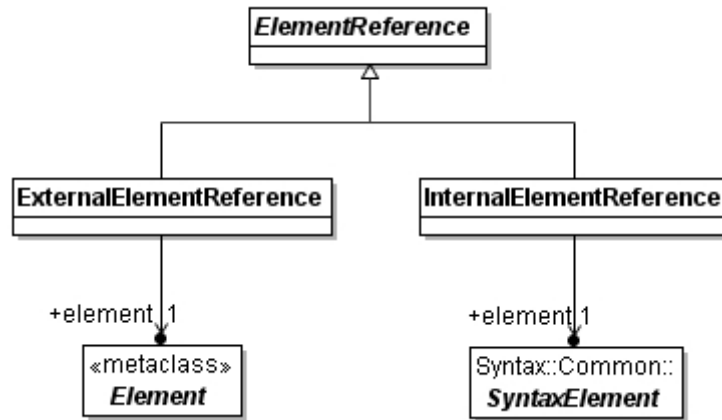 ElementReference
ExternalElementReference
InternalElementReference
+element 1
+element 1
«metaclass»
Element
Syntax::Common::
SyntaxElement